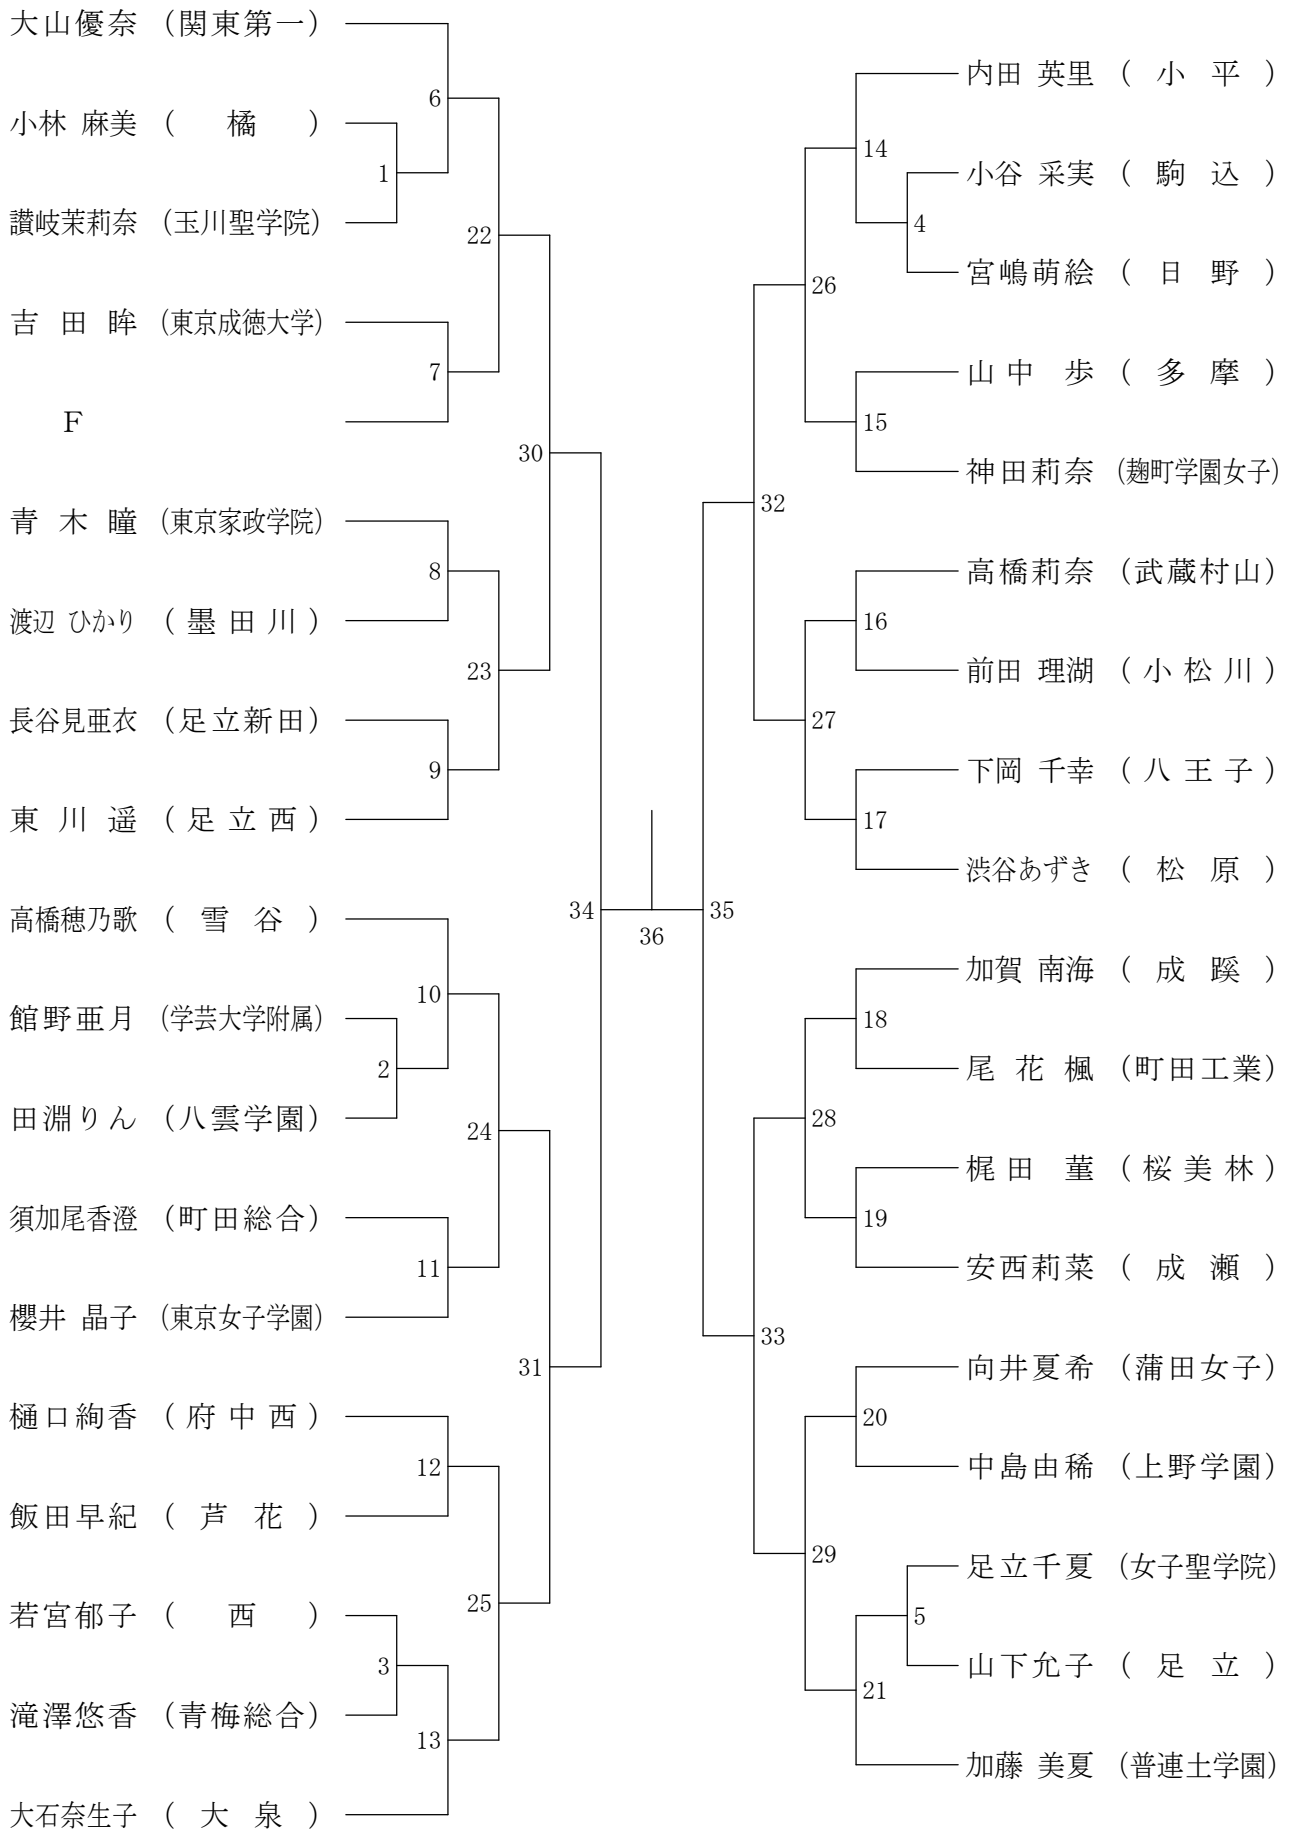 大山優奈 (関東第一)
小林 麻美 ( 橘 )
讃岐茉莉奈 (玉川聖学院)
吉田眸 (東京成徳大学)
F
青木瞳 (東京家政学院)
渡辺 ひかり (墨田川)
長谷見亜衣 (足立新田)
東川遥 (足立西)
高橋穂乃歌 (雪谷)
館野亜月 (学芸大学附属)
田淵りん (八雲学園)
須加尾香澄 (町田総合)
櫻井 晶子 (東京女子学園)
樋口絢香 (府中西)
飯田早紀 (芦花)
若宮郁子 ( 西 )
滝澤悠香 (青梅総合)
大石奈生子 (大泉)
1
2
3
6
7
8
9
10
11
12
13
22
23
24
25
30
31
34
36
35
32
33
26
27
28
29
14
15
16
17
18
19
20
21
4
5
内田 英里 (小平)
小谷 采実 (駒込)
宮嶋萌絵 (日野)
山中 歩 (多摩)
神田莉奈 (麹町学園女子)
高橋莉奈 (武蔵村山)
前田 理湖 (小松川)
下岡 千幸 (八王子)
渋谷あずき (松原)
加賀 南海 (成蹊)
尾花楓 (町田工業)
梶田 菫 (桜美林)
安西莉菜 (成瀬)
向井夏希 (蒲田女子)
中島由稀 (上野学園)
足立千夏 (女子聖学院)
山下允子 (足立)
加藤 美夏 (普連土学園)